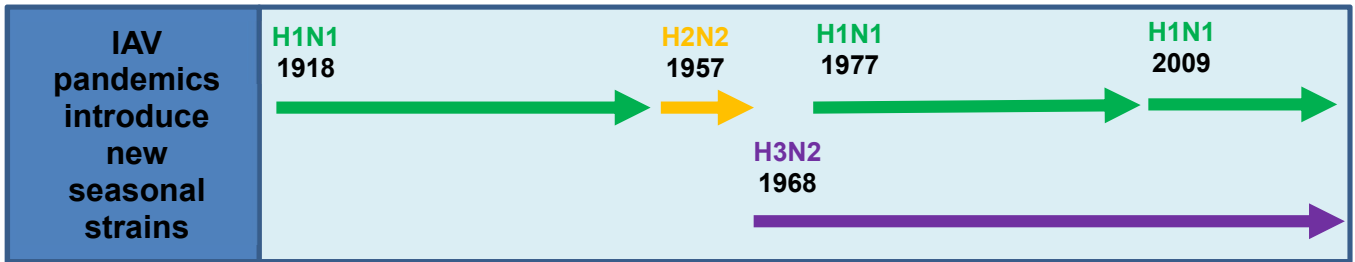 IAV
pandemics
introduce
new
seasonal
strains
H1N1
1918
H2N2
1957
H3N2
1968
H1N1
1977
H1N1
2009